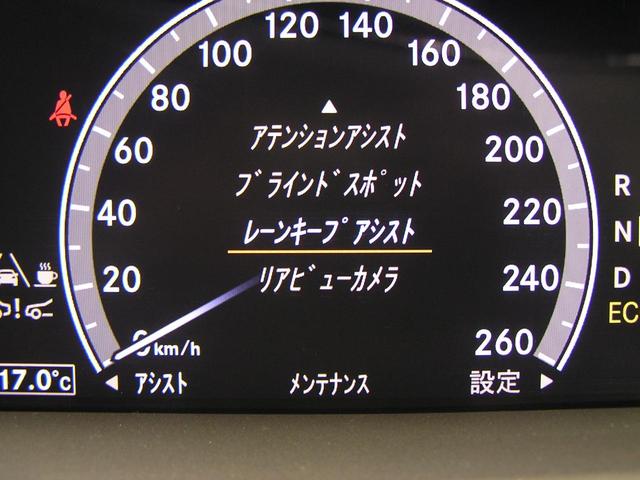 120 140
100 160
80 180
アテンションアシスト
60 200
ブラインドスポット
R
40 220
レーンキープアシスト
N
20 240
リアビューカメラ
D
EC
0 km/h 260
17.0°C
アシスト メンテナンス 設定